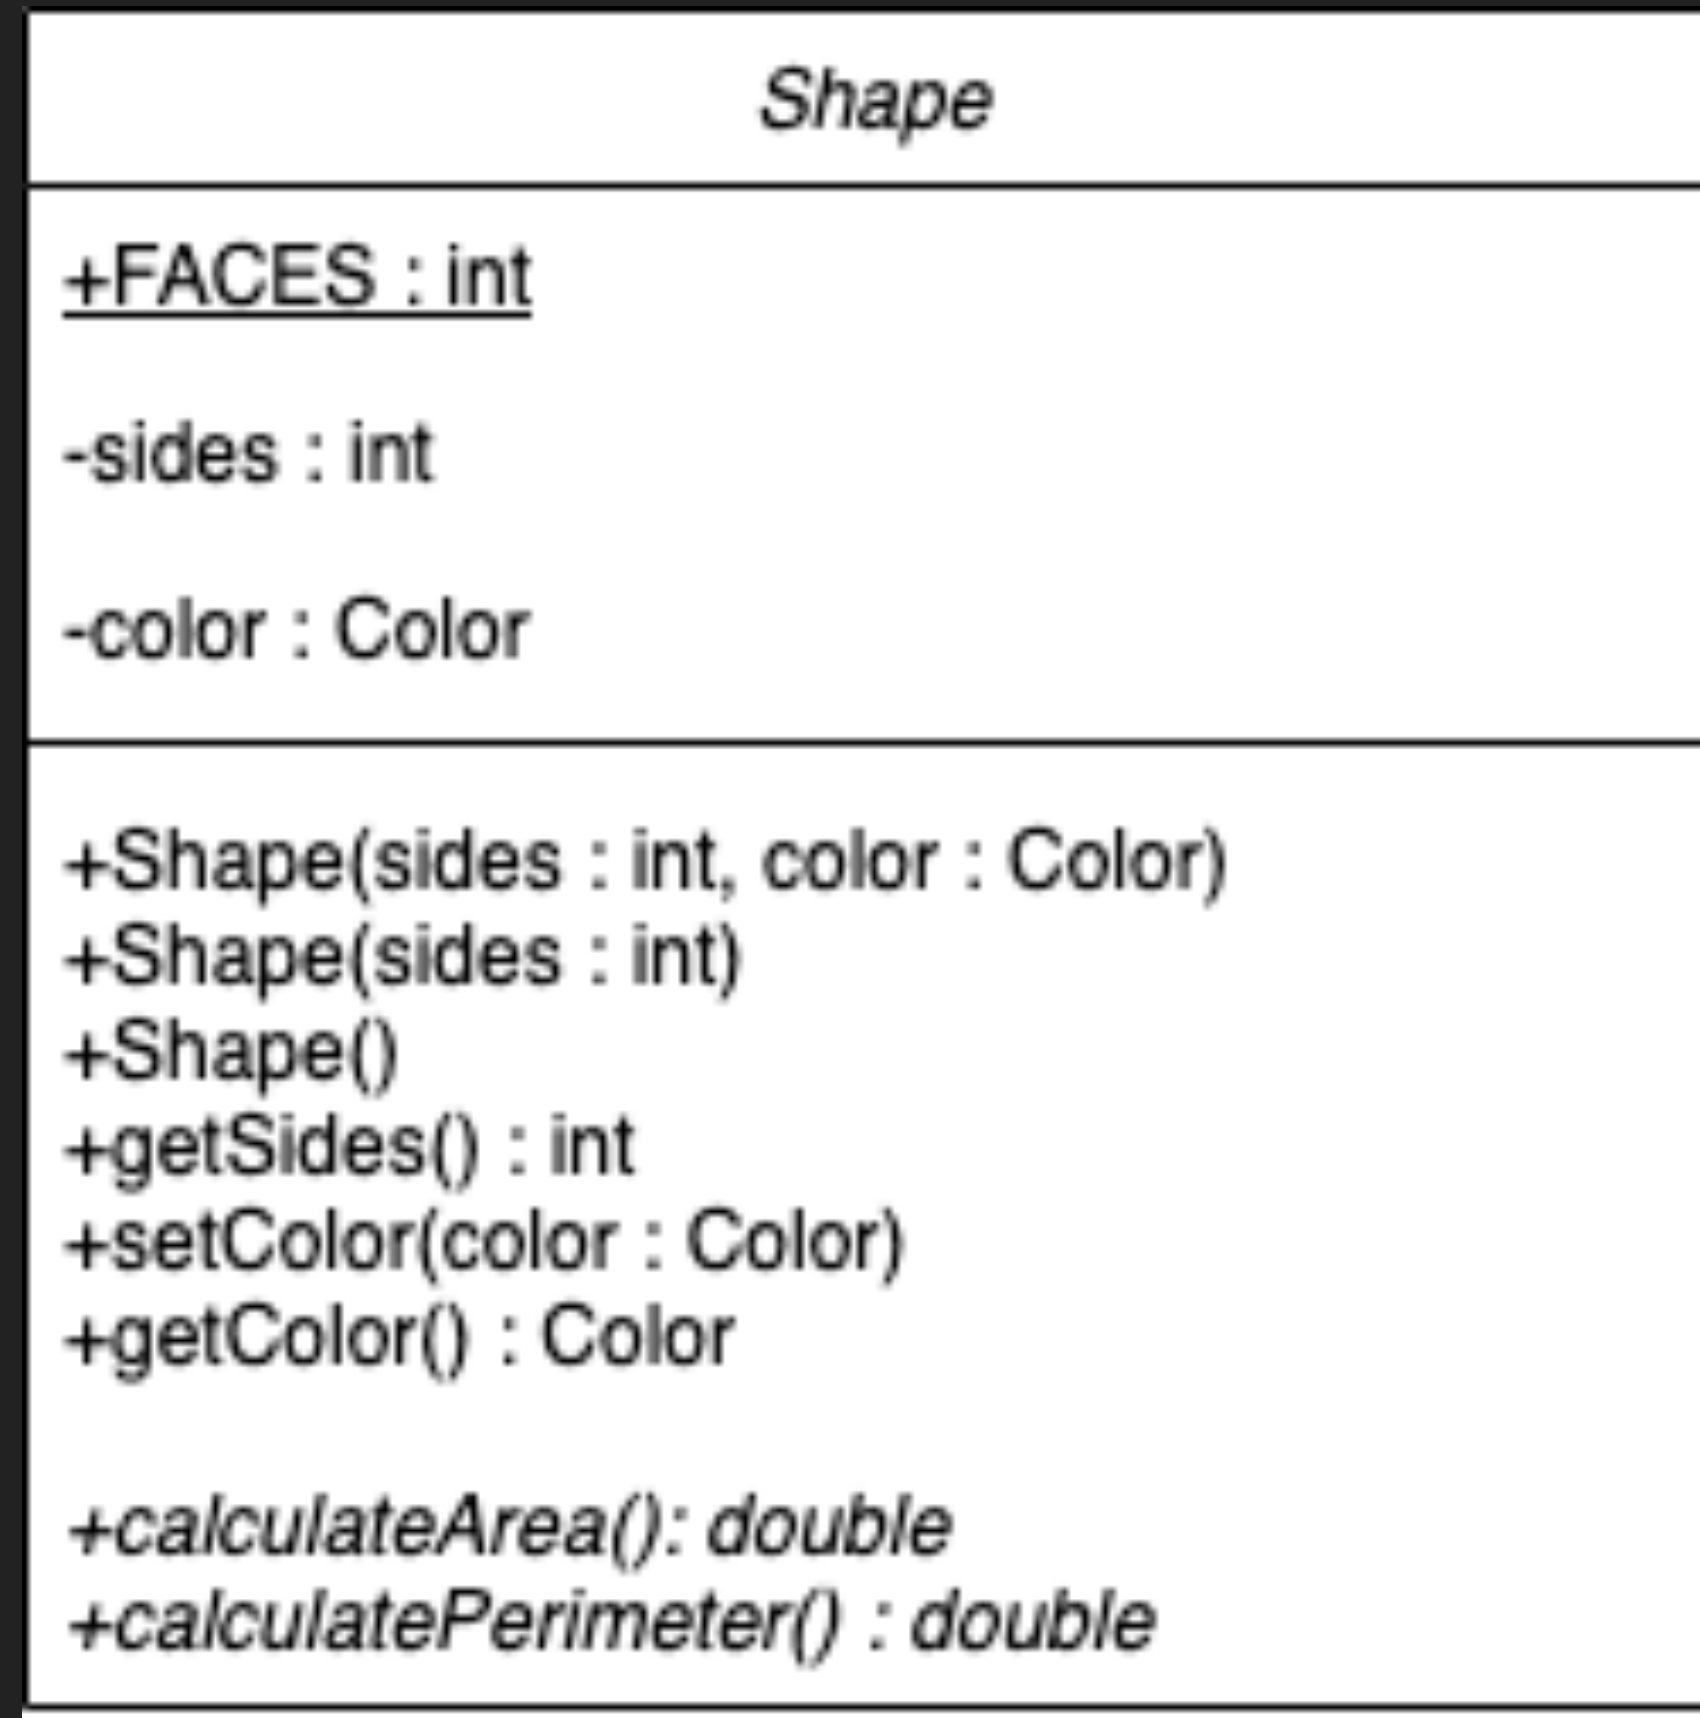 Shape
+FACES : int
-sides : int
-color : Color
+Shape(sides : int, color : Color)
+Shape(sides : int)
+Shape()
+getSides() : int
+setColor(color : Color)
+getColor() : Color
+calculateArea(): double
+calculatePerimeter() : double